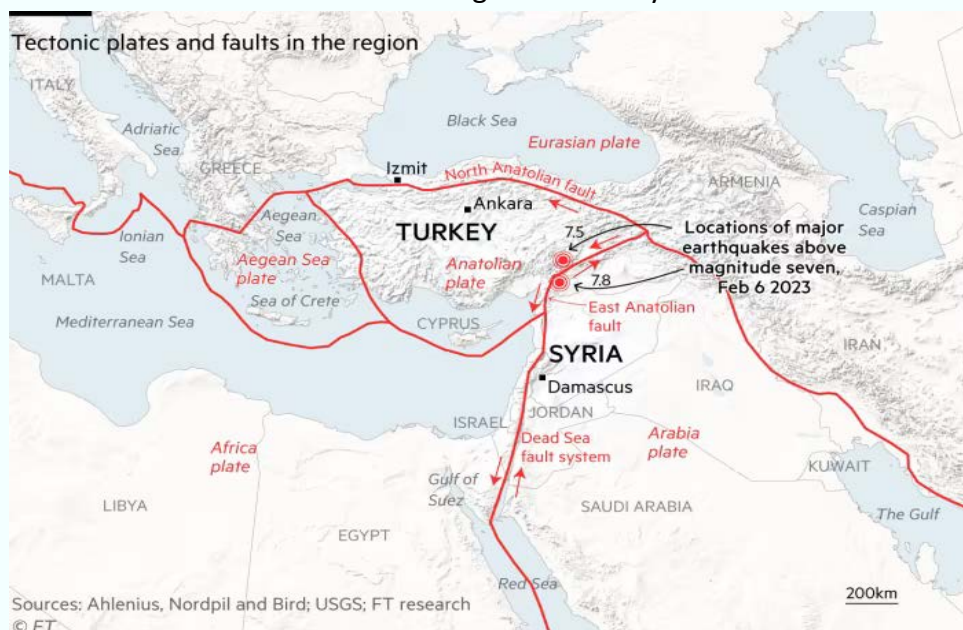 Tectonic plates and faults in the region
ITALY
Adriatic
Sea
Black Sea
Eurasian plate
GREECE
Izmit
North Anatolian fault
ARMENIA
Caspian
Sea
Ankara
Aegean
Sea
TURKEY
7.5
Locations of major
earthquakes above
magnitude seven,
Feb 6 2023
Ionian
Sea
Aegean Sea
plate
Anatolian
plate
7.8
MALTA
Sea of Crete
East Anatolian
fault
Mediterranean Sea
CYPRUS
SYRIA
IRAN
Damascus
IRAQ
ISRAEL
JORDAN
Africa
plate
Dead Sea
fault system
Arabia
plate
KUWAIT
Gulf of
Suez
LIBYA
SAUDI ARABIA
The Gulf
EGYPT
Red Sea
200km
Sources: Ahlenius, Nordpil and Bird; USGS; FT research
© FT